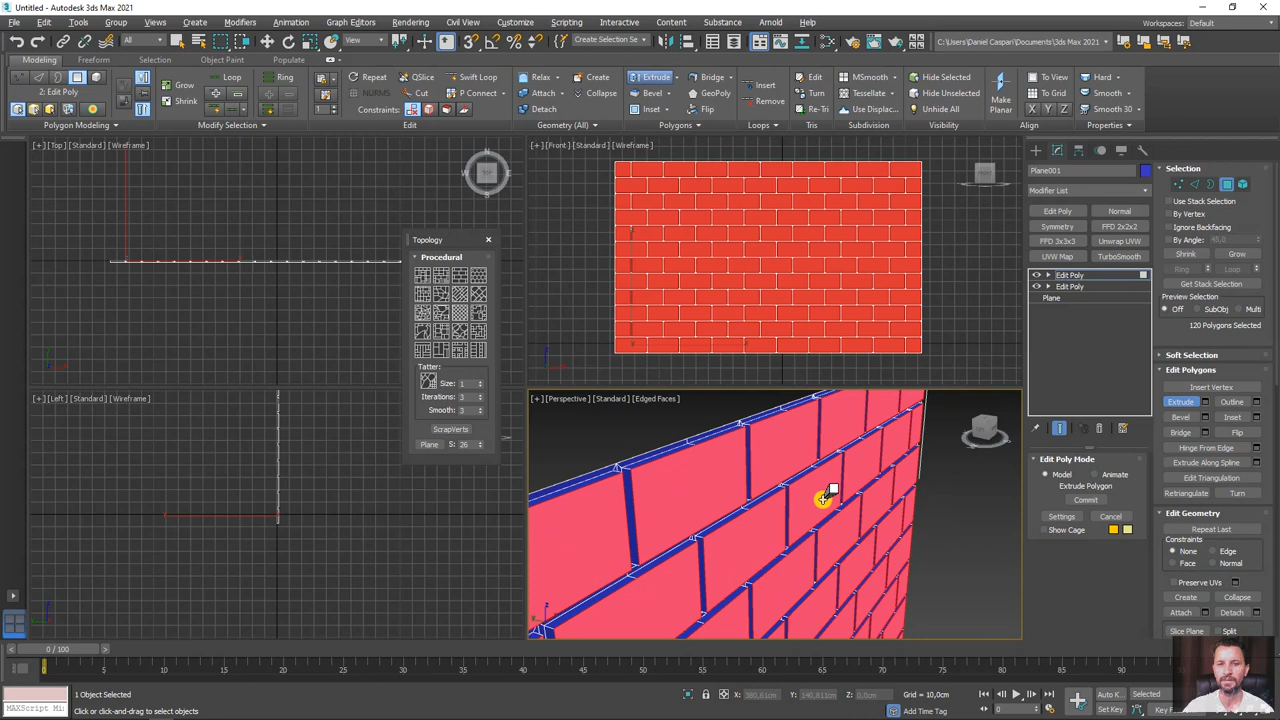 Untitled - Autodesk 3ds Max 2021
File Edit Tools Group Views Create Modifiers Animation Graph Editors Rendering Civil View Customize Scripting Interactive Content Substance Arnold Help
Workspaces: Default
All View Create Selection Se C:\Users\Daniel Caspari\Documents\3ds Max 2021
Modeling Freeform Selection Object Paint Populate
Grow Loop Ring Repeat QSlice Swift Loop Relax Create Extrude Bridge Edit MSmooth Hide Selected To View Hard
2: Edit Poly Insert
Shrink NURMS Cut P Connect Attach Collapse Bevel GeoPoly Turn Tessellate Hide Unselected Make To Grid Smooth
Remove
1 Constraints: Detach Inset Flip Re-Tri Use Displac... Unhide All Planar X Y Z Smooth 30
Polygon Modeling Modify Selection Edit Geometry (All) Polygons Loops Tris Subdivision Visibility Align Properties
[+] [Top] [Standard] [Wireframe]
N
W
E
S
TOP
[+] [Front] [Standard] [Wireframe]
FRONT
[+] [Left] [Standard] [Wireframe]
[+] [Perspective] [Standard] [Edged Faces]
Topology
Procedural
Tatter:
Size: 1
Iterations: 3
Smooth: 3
ScrapVerts
Plane S: 26
Plane001
Modifier List
Edit Poly Normal
Symmetry FFD 2x2x2
FFD 3x3x3 Unwrap UVW
UVW Map TurboSmooth
Edit Poly
Edit Poly
Plane
Edit Poly Mode
Model Animate
Extrude Polygon
Commit
Settings Cancel
Show Cage
Selection
Use Stack Selection
By Vertex
Ignore Backfacing
By Angle: 45,0
Shrink Grow
Ring Loop
Get Stack Selection
Preview Selection
Off SubObj Multi
120 Polygons Selected
Soft Selection
Edit Polygons
Insert Vertex
Extrude Outline
Bevel Inset
Bridge Flip
Hinge From Edge
Extrude Along Spline
Edit Triangulation
Retriangulate Turn
Edit Geometry
Repeat Last
Constraints
None Edge
Face Normal
Preserve UVs
Create Collapse
Attach Detach
Slice Plane Split
0 / 100
0 5 10 15 20 25 30 35 40 45 50 55 60 65 70 75 80 85 90
MAXScript Mi
1 Object Selected
Click or click-and-drag to select objects
X: 380,61cm Y: 140,811cm Z: 0,0cm Grid = 10,0cm
Add Time Tag
0
Auto K... Selected
Set Key Key F